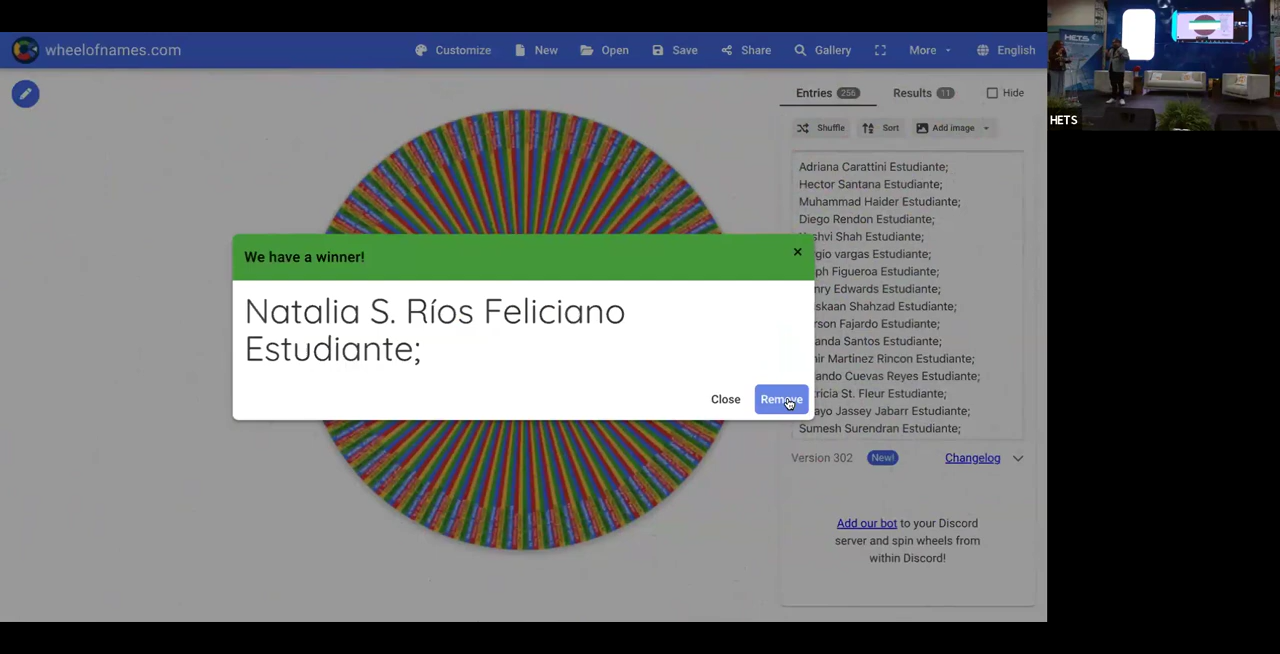 wheelofnames.com
Customize
New
Open
Save
Share
Gallery
More
English
HETS
Entries 256
Results 11
Hide
Shuffle
Sort
Add image
Adriana Carattini Estudiante;
Hector Santana Estudiante;
Muhammad Haider Estudiante;
Diego Rendon Estudiante;
Shah Estudiante;
vargas Estudiante;
Figueroa Estudiante;
Edwards Estudiante;
Shahzad Estudiante;
Fajardo Estudiante;
Santos Estudiante;
Martinez Rincon Estudiante;
Cuevas Reyes Estudiante;
St. Fleur Estudiante;
Jassey Jabarr Estudiante;
Sumesh Surendran Estudiante;
We have a winner!
Natalia S. Ríos Feliciano
Estudiante;
Close
Remove
Version 302
New!
Changelog
Add our bot to your Discord
server and spin wheels from
within Discord!
HETS